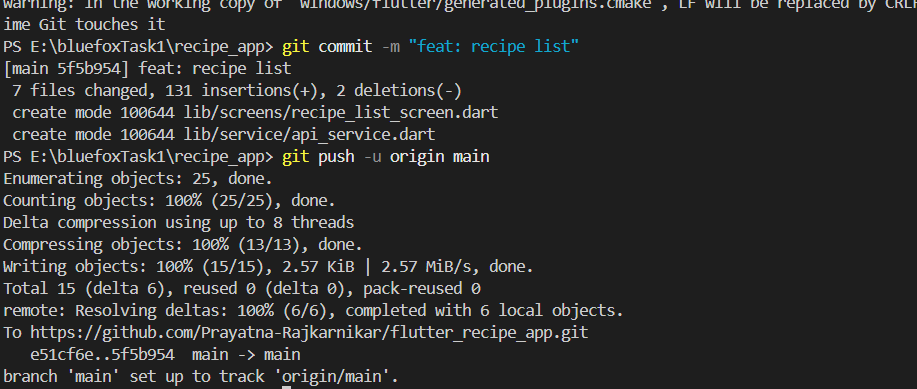 warning: in the working copy of 'windows/flutter/generated_plugins.cmake', LF will be replaced by CRLF
ime Git touches it
PS E:\bluefoxTask1\recipe_app> git commit -m "feat: recipe list"
[main 5f5b954] feat: recipe list
 7 files changed, 131 insertions(+), 2 deletions(-)
 create mode 100644 lib/screens/recipe_list_screen.dart
 create mode 100644 lib/service/api_service.dart
PS E:\bluefoxTask1\recipe_app> git push -u origin main
Enumerating objects: 25, done.
Counting objects: 100% (25/25), done.
Delta compression using up to 8 threads
Compressing objects: 100% (13/13), done.
Writing objects: 100% (15/15), 2.57 KiB | 2.57 MiB/s, done.
Total 15 (delta 6), reused 0 (delta 0), pack-reused 0
remote: Resolving deltas: 100% (6/6), completed with 6 local objects.
To https://github.com/Prayatna-Rajkarnikar/flutter_recipe_app.git
   e51cf6e..5f5b954  main -> main
branch 'main' set up to track 'origin/main'.